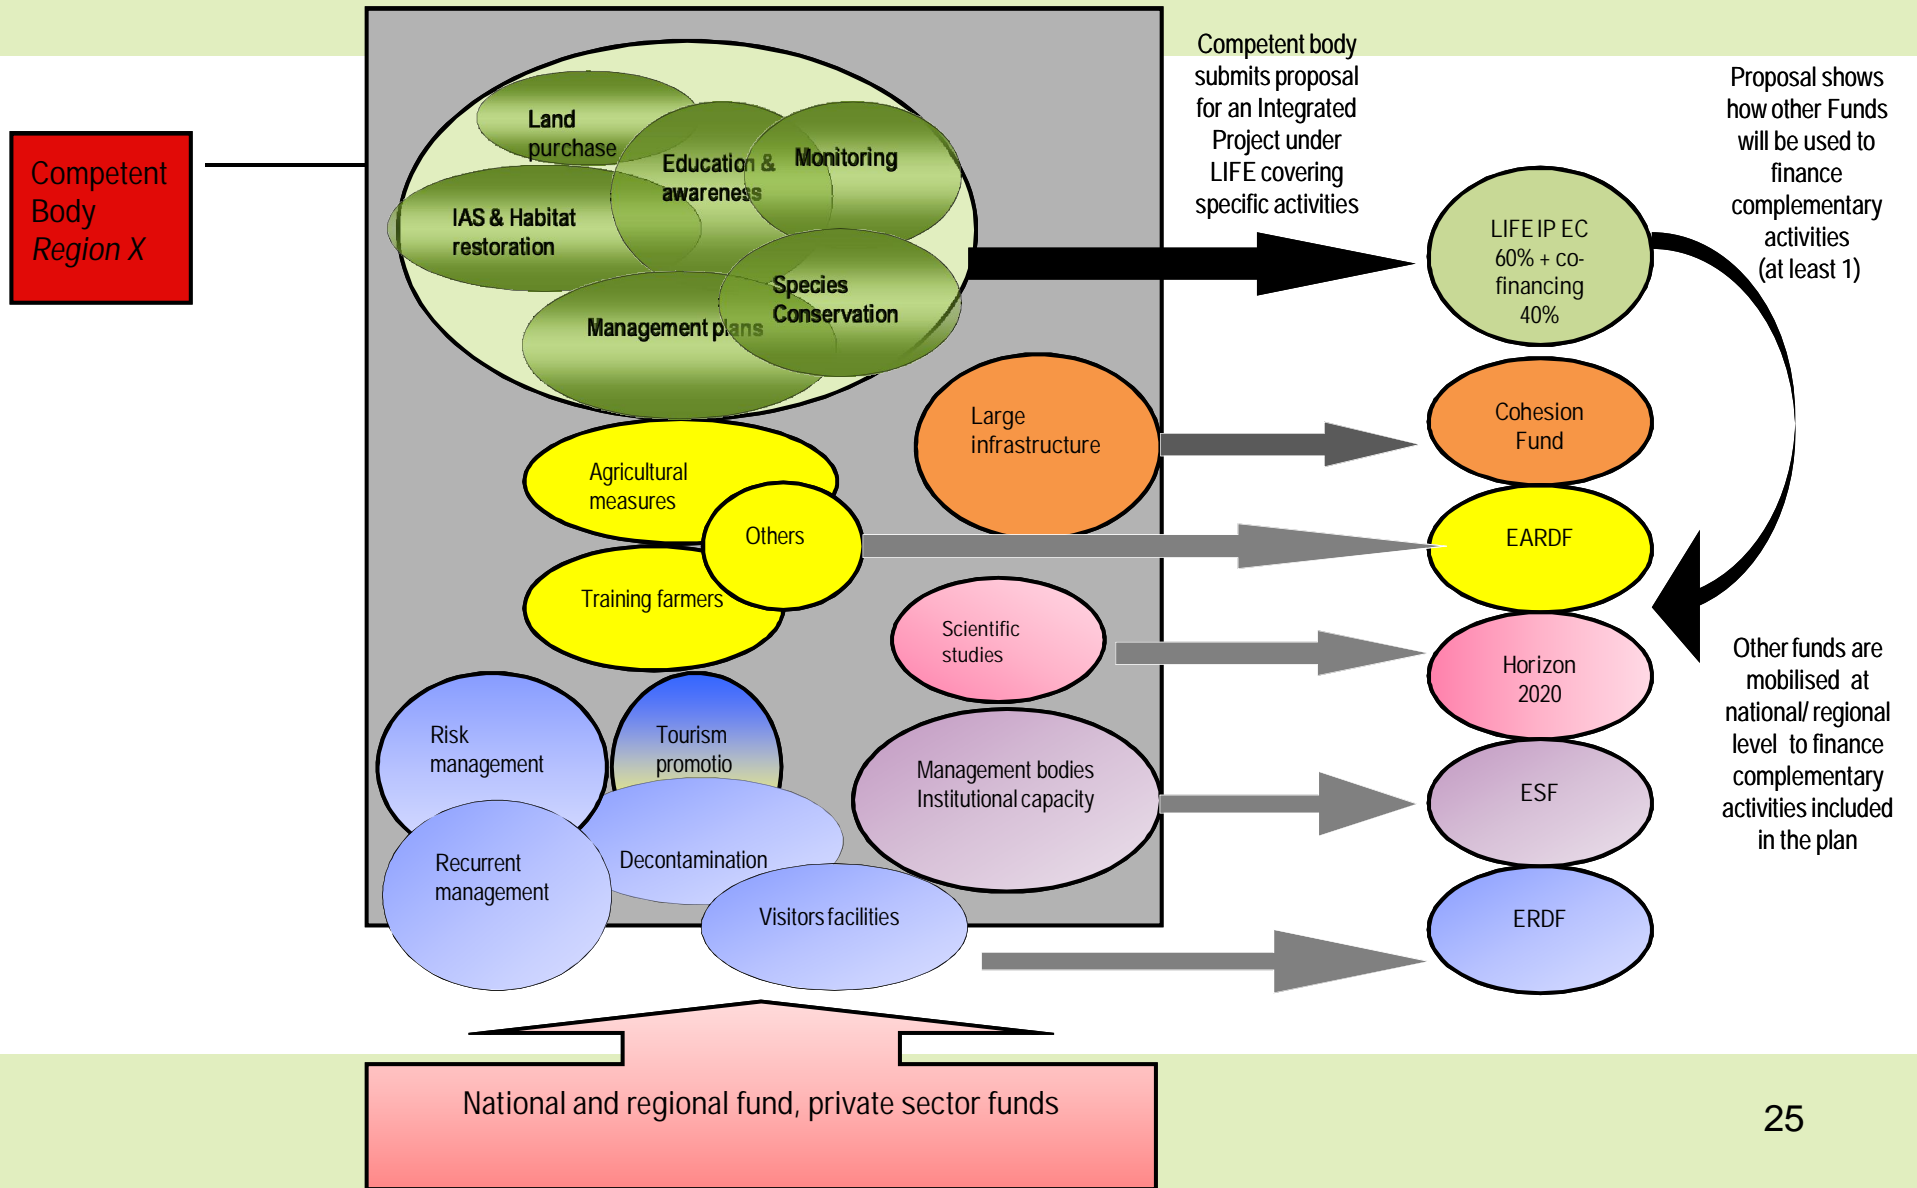 Competent
Body
Region X
Land
purchase
Education &
awareness
Monitoring
IAS & Habitat
restoration
Species
Conservation
Management plans
Agricultural
measures
Others
Training farmers
Large
infrastructure
Scientific
studies
Risk
management
Tourism
promotio
Management bodies
Institutional capacity
Recurrent
management
Decontamination
Visitors facilities
Competent body
submits proposal
for an Integrated
Project under
LIFE covering
specific activities
LIFE IP EC
60% + co-
financing
40%
Cohesion
Fund
EARDF
Horizon
2020
ESF
ERDF
Proposal shows
how other Funds
will be used to
finance
complementary
activities
(at least 1)
Other funds are
mobilised at
national/ regional
level to finance
complementary
activities included
in the plan
National and regional fund, private sector funds
25